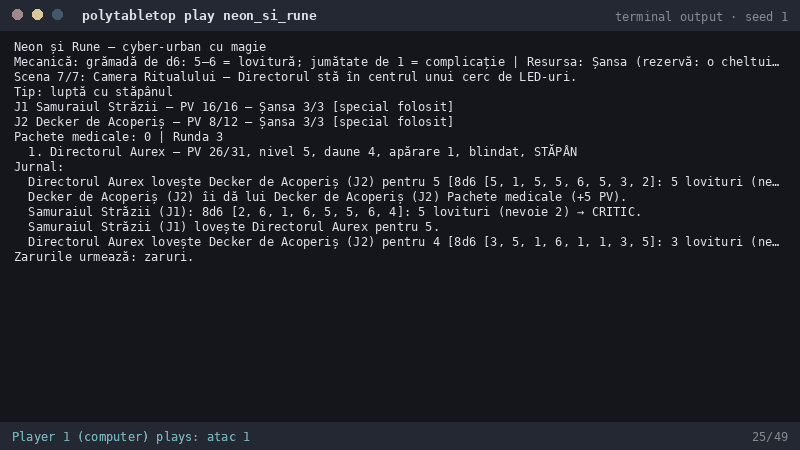 polytabletop play neon_si_rune
terminal output · seed 1
Neon și Rune — cyber-urban cu magie
Mecanică: grămadă de d6: 5–6 = lovitură; jumătate de 1 = complicație | Resursa: Șansa (rezervă: o cheltui…
Scena 7/7: Camera Ritualului — Directorul stă în centrul unui cerc de LED-uri.
Tip: luptă cu stăpânul
J1 Samuraiul Străzii — PV 16/16 — Șansa 3/3 [special folosit]
J2 Decker de Acoperiș — PV 8/12 — Șansa 3/3 [special folosit]
Pachete medicale: 0 | Runda 3
1. Directorul Aurex — PV 26/31, nivel 5, daune 4, apărare 1, blindat, STĂPÂN
Jurnal:
Directorul Aurex lovește Decker de Acoperiș (J2) pentru 5 [8d6 [5, 1, 5, 5, 6, 5, 3, 2]: 5 lovituri (ne…
Decker de Acoperiș (J2) îi dă lui Decker de Acoperiș (J2) Pachete medicale (+5 PV).
Samuraiul Străzii (J1): 8d6 [2, 6, 1, 6, 5, 5, 6, 4]: 5 lovituri (nevoie 2) → CRITIC.
Samuraiul Străzii (J1) lovește Directorul Aurex pentru 5.
Directorul Aurex lovește Decker de Acoperiș (J2) pentru 4 [8d6 [3, 5, 1, 6, 1, 1, 3, 5]: 3 lovituri (ne…
Zarurile urmează: zaruri.
Player 1 (computer) plays: atac 1
25/49